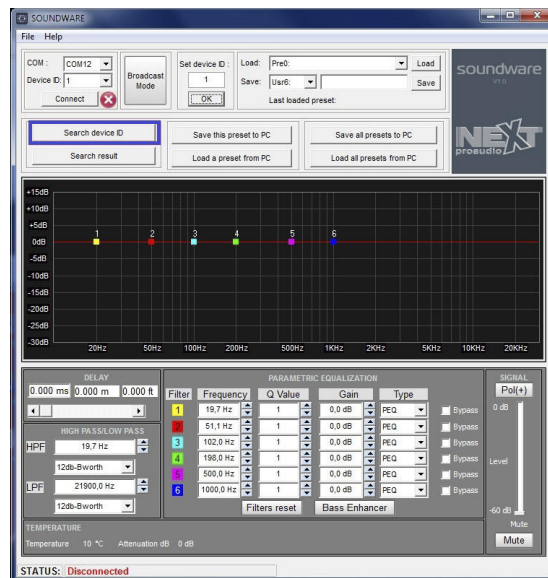 SOUNDWARE
File Help
COM : COM12
Device ID: 1
Connect
Broadcast
Mode
Set device ID :
1
OK
Load: Pre0: Load
Save: Usr6: Save
Last loaded preset:
soundware
V1.0
Search device ID
Search result
Save this preset to PC
Load a preset from PC
Save all presets to PC
Load all presets from PC
NEXT
proaudio
+15dB
+10dB
+5dB
0dB
-5dB
-10dB
-15dB
-20dB
-25dB
-30dB
1 2 3 4 5 6
20Hz 50Hz 100Hz 200Hz 500Hz 1KHz 2KHz 5KHz 10KHz 20KHz
DELAY
0.000 ms 0.000 m 0.000 ft
HIGH PASS/LOW PASS
HPF 19,7 Hz
12db-Bworth
LPF 21900,0 Hz
12db-Bworth
PARAMETRIC EQUALIZATION
Filter Frequency Q Value Gain Type
1 19,7 Hz 1 0,0 dB PEQ Bypass
2 51,1 Hz 1 0,0 dB PEQ Bypass
3 102,0 Hz 1 0,0 dB PEQ Bypass
4 198,0 Hz 1 0,0 dB PEQ Bypass
5 500,0 Hz 1 0,0 dB PEQ Bypass
6 1000,0 Hz 1 0,0 dB PEQ Bypass
Filters reset Bass Enhancer
SIGNAL
Pol(+)
0 dB
Level
-60 dB
Mute
Mute
TEMPERATURE
Temperature 10 ºC Attenuation dB 0 dB
STATUS: Disconnected